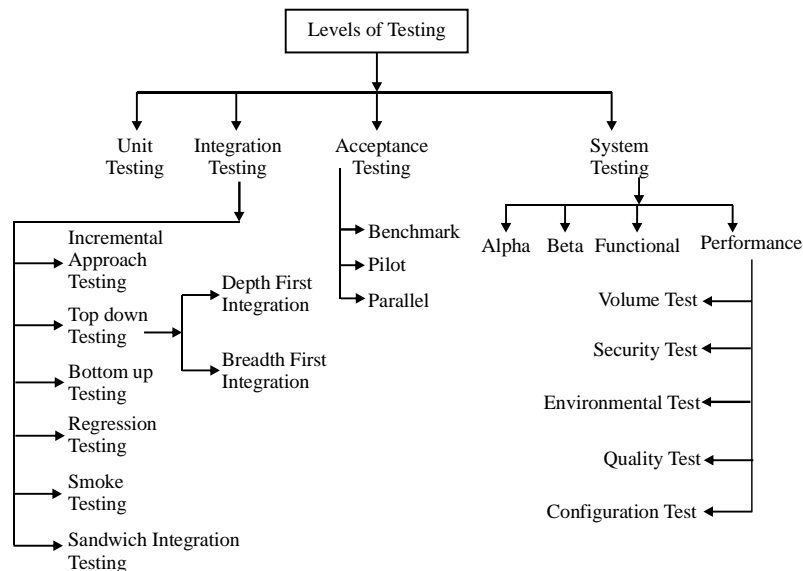 Levels of Testing
Unit
Testing
Integration
Testing
Acceptance
Testing
System
Testing
Incremental
Approach
Testing
Top down
Testing
Depth First
Integration
Breadth First
Integration
Bottom up
Testing
Regression
Testing
Smoke
Testing
Sandwich Integration
Testing
Benchmark
Pilot
Parallel
Alpha
Beta
Functional
Performance
Volume Test
Security Test
Environmental Test
Quality Test
Configuration Test